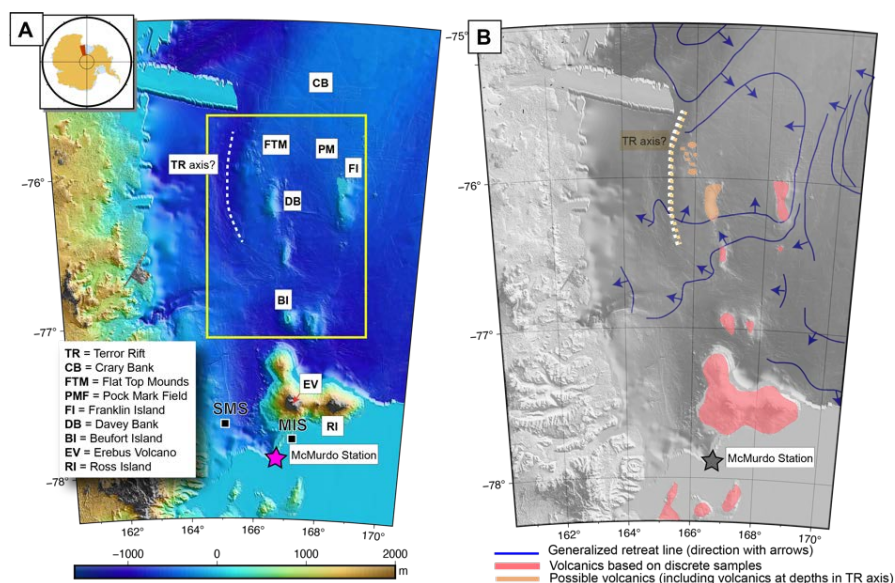 A
CB
FTM
PM
TR axis?
FI
DB
BI
−76°
−77°
−78°
TR = Terror Rift
CB = Crary Bank
FTM = Flat Top Mounds
PMF = Pock Mark Field
FI = Franklin Island
DB = Davey Bank
BI = Beufort Island
EV = Erebus Volcano
RI = Ross Island
EV
SMS
MIS
RI
McMurdo Station
162° 164° 166° 168° 170°
−1000 0 1000 2000
m
B
−75°
TR axis?
−76°
−77°
−78°
McMurdo Station
162° 164° 166° 168° 170°
Generalized retreat line (direction with arrows)
Volcanics based on discrete samples
Possible volcanics (including volcanics at depths in TR axis)